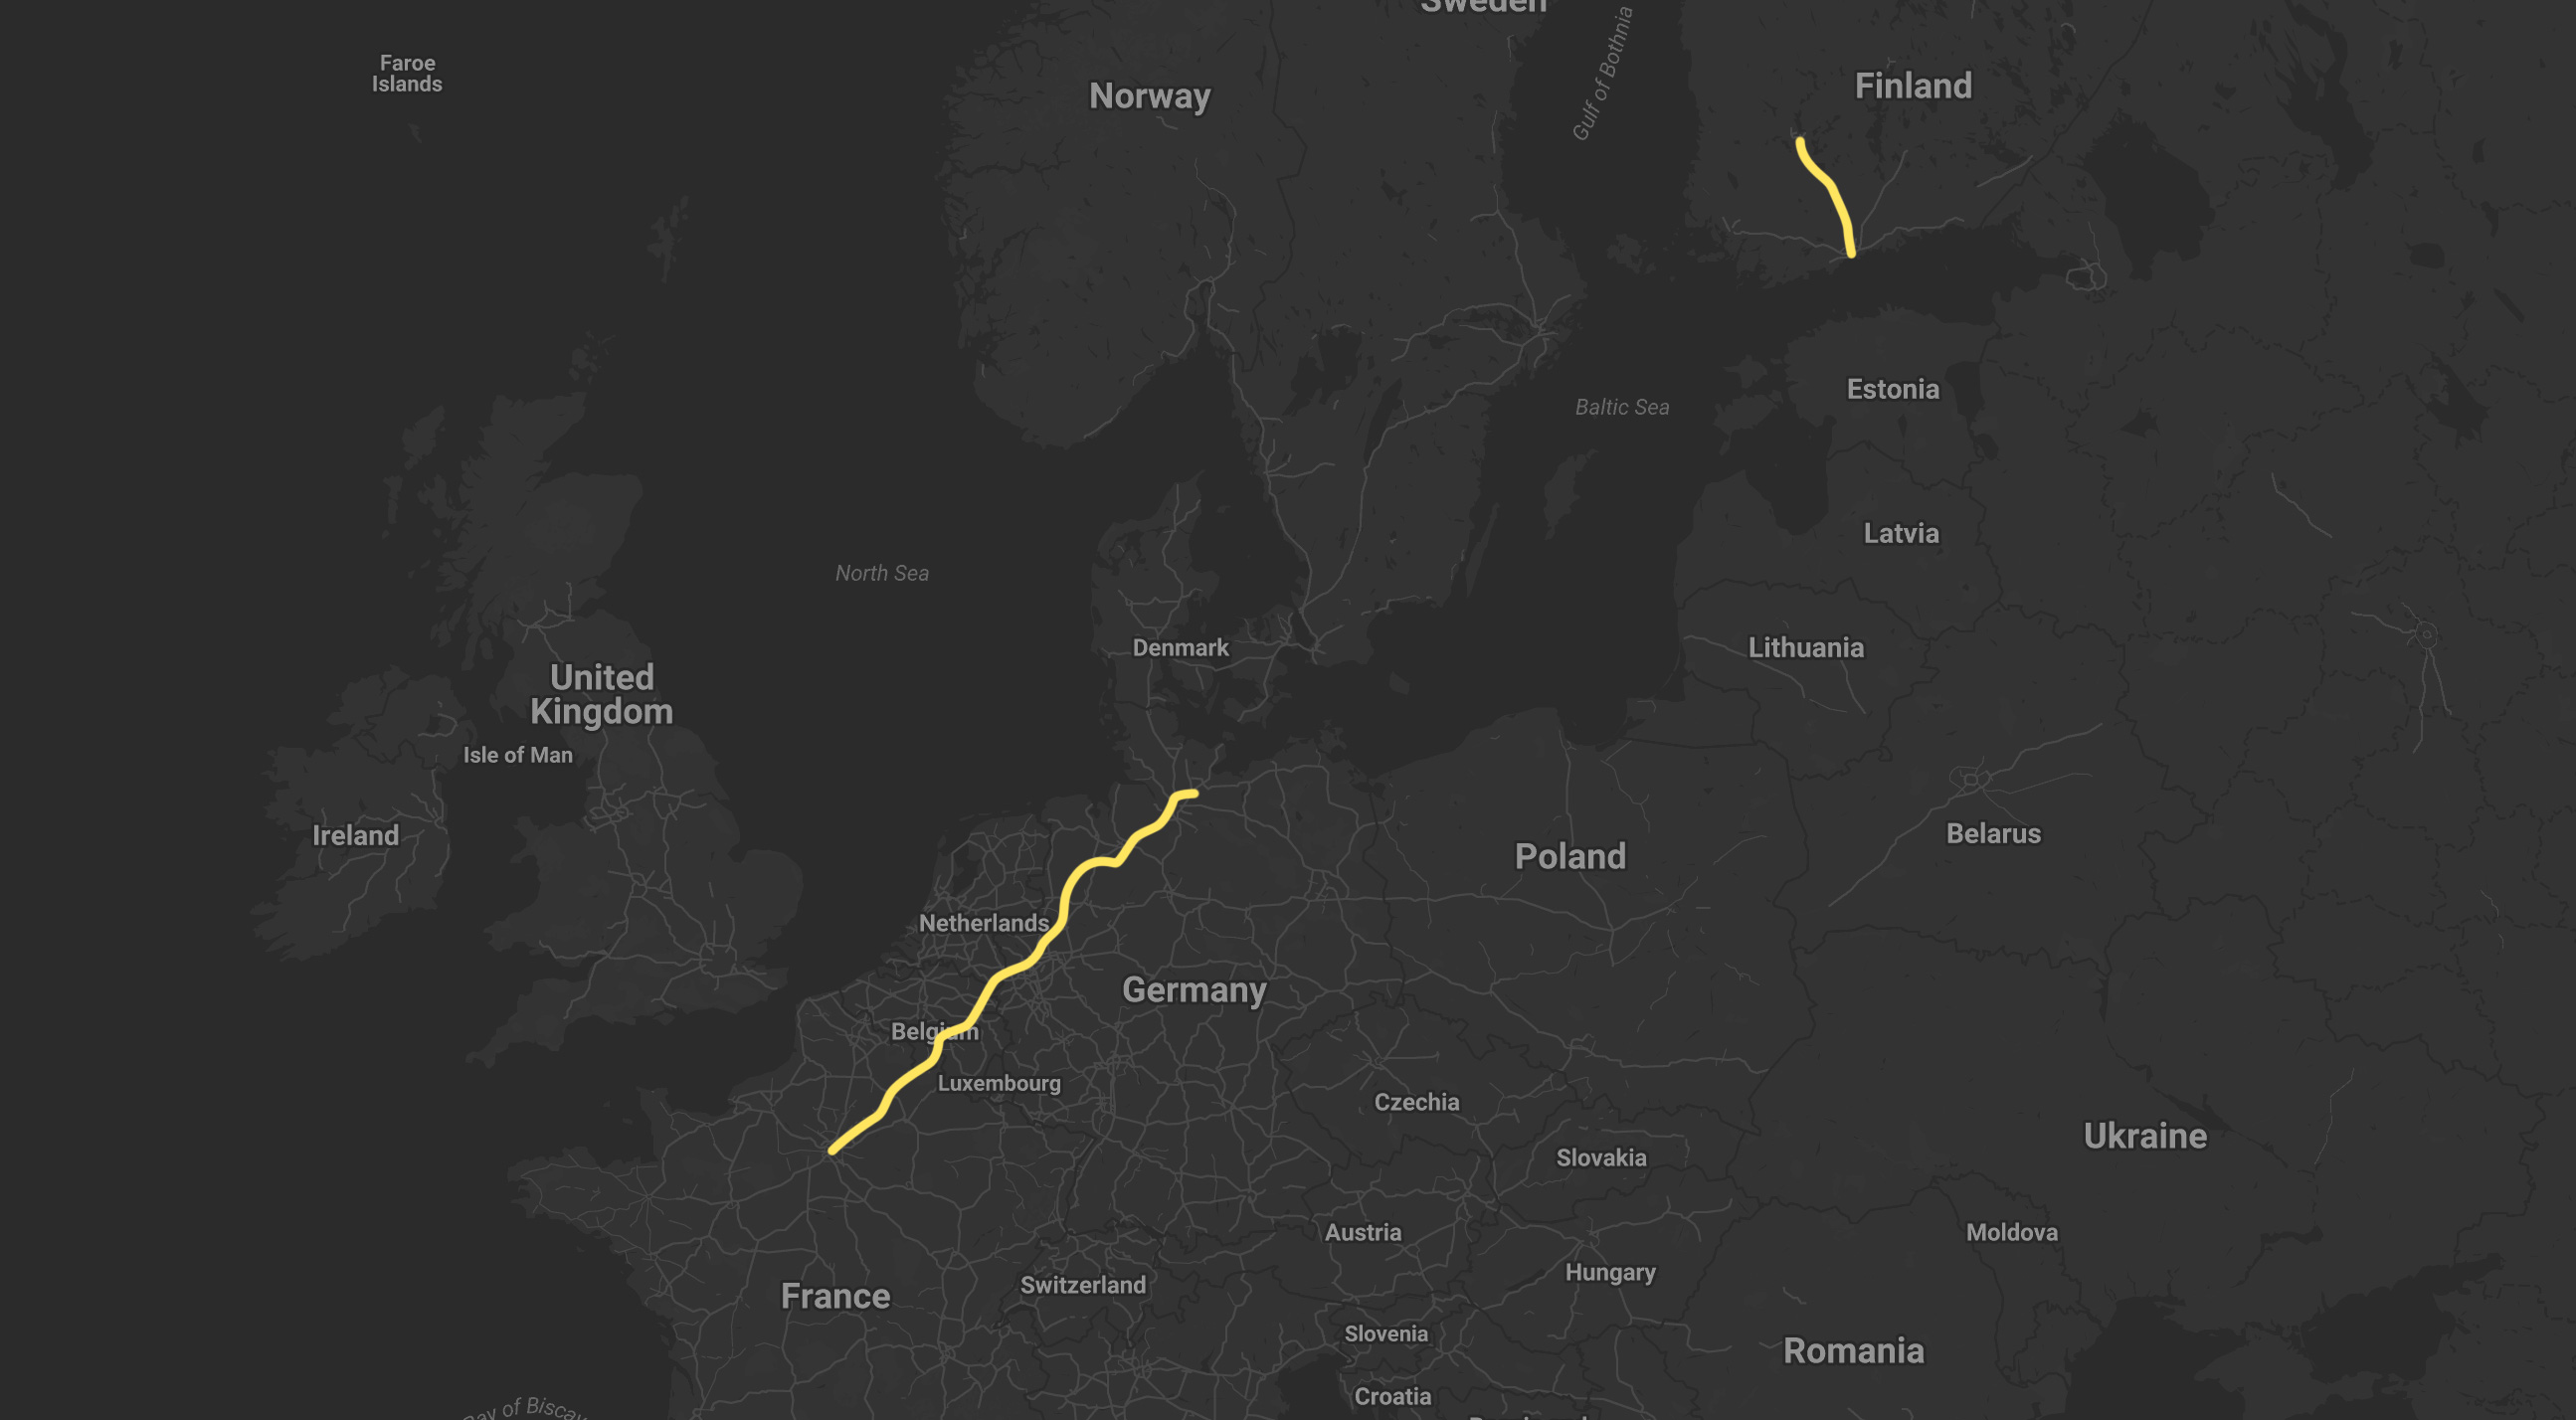 Sweden
Faroe
Islands
Norway
Gulf of Bothnia
Finland
Estonia
Baltic Sea
Latvia
North Sea
Denmark
Lithuania
United
Kingdom
Isle of Man
Ireland
Poland
Belarus
Netherlands
Germany
Belgium
Luxembourg
Czechia
Ukraine
Slovakia
Austria
Moldova
Hungary
Switzerland
France
Slovenia
Romania
Croatia
Bay of Biscay